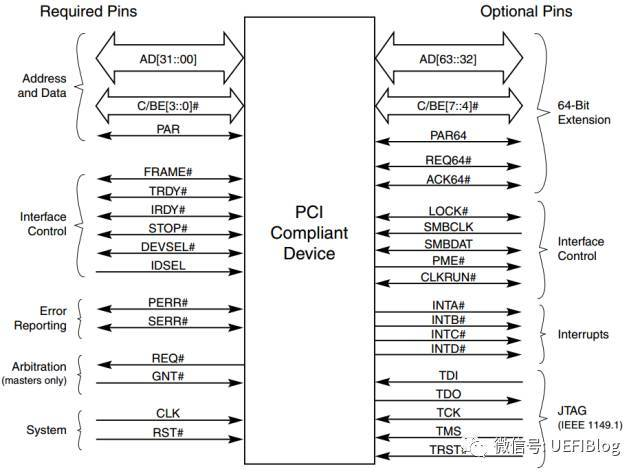 Required Pins
Optional Pins
Address
and Data
AD[31::00]
C/BE[3::0]#
PAR
Interface
Control
FRAME#
TRDY#
IRDY#
STOP#
DEVSEL#
IDSEL
Error
Reporting
PERR#
SERR#
Arbitration
(masters only)
REQ#
GNT#
System
CLK
RST#
PCI
Compliant
Device
AD[63::32]
C/BE[7::4]#
PAR64
REQ64#
ACK64#
64-Bit
Extension
LOCK#
SMBCLK
SMBDAT
PME#
CLKRUN#
Interface
Control
INTA#
INTB#
INTC#
INTD#
Interrupts
TDI
TDO
TCK
TMS
TRST#
JTAG
(IEEE 1149.1)
微信号: UEFIBlog